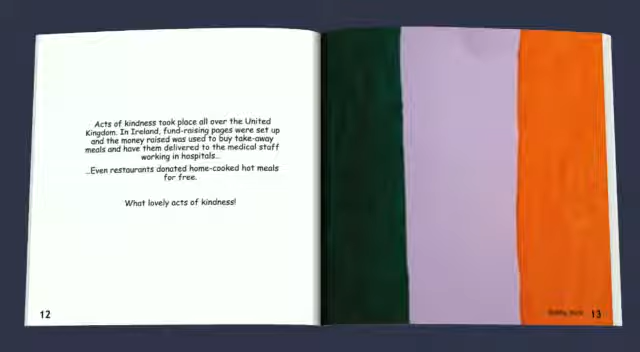 Acts of kindness took place all over the United
Kingdom. In Ireland, fund-raising pages were set up
and the money raised was used to buy take-away
meals and have them delivered to the medical staff
working in hospitals...
...Even restaurants donated home-cooked hot meals
for free.
What lovely acts of kindness!
12
13